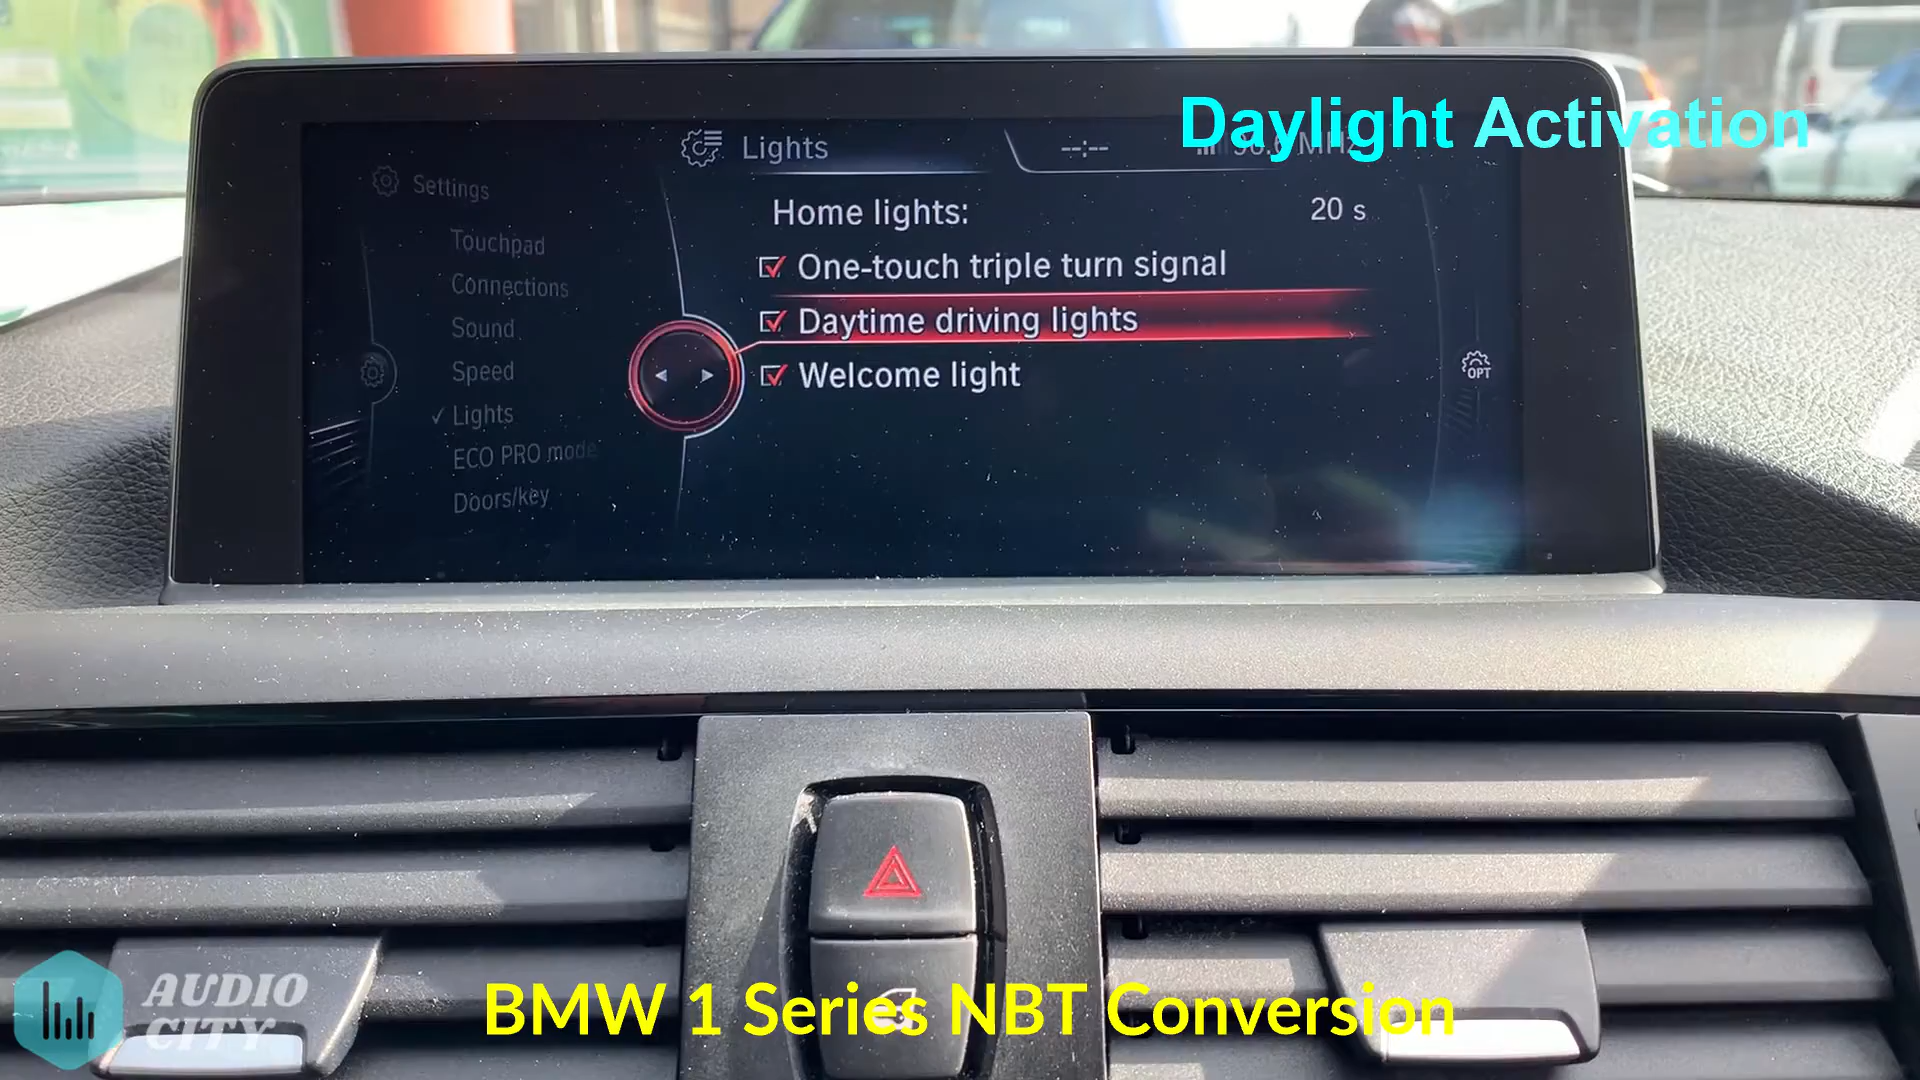 Daylight Activation
Lights
--:--
Settings
Touchpad
Connections
Sound
Speed
✓ Lights
ECO PRO mode
Doors/key
Home lights: 20 s
One-touch triple turn signal
Daytime driving lights
Welcome light
OPT
AUDIO
CITY
BMW 1 Series NBT Conversion